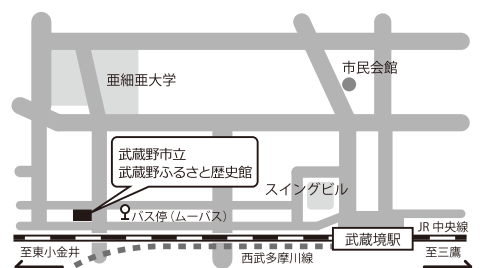 亜細亜大学
市民会館
武蔵野市立
武蔵野ふるさと歴史館
スイングビル
バス停（ムーバス）
JR 中央線
武蔵境駅
至東小金井
西武多摩川線
至三鷹